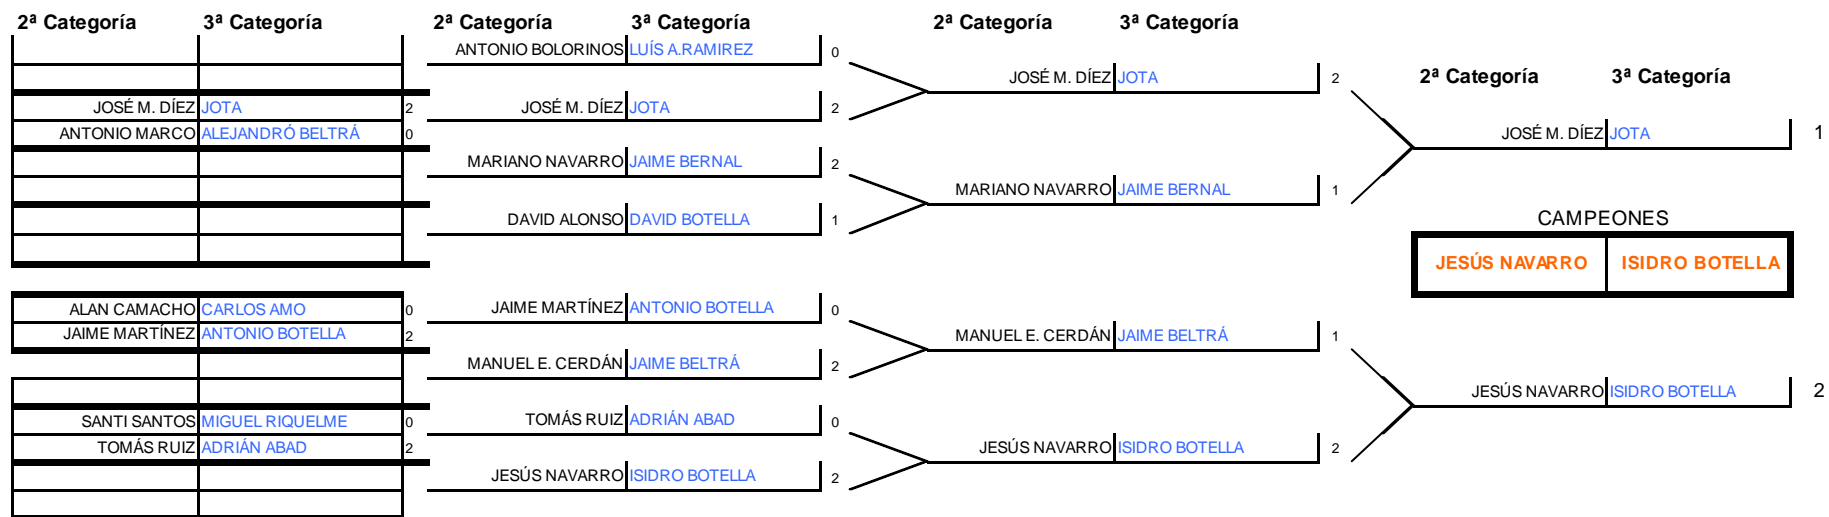 2ª Categoría 3ª Categoría 2ª Categoría 3ª Categoría 2ª Categoría 3ª Categoría
ANTONIO BOLORINOS LUÍS A.RAMIREZ 0
JOSÉ M. DÍEZ JOTA 2 2ª Categoría 3ª Categoría
JOSÉ M. DÍEZ JOTA 2 JOSÉ M. DÍEZ JOTA 2
ANTONIO MARCO ALEJANDRÓ BELTRÁ 0 JOSÉ M. DÍEZ JOTA 1
MARIANO NAVARRO JAIME BERNAL 2
MARIANO NAVARRO JAIME BERNAL 1
DAVID ALONSO DAVID BOTELLA 1 CAMPEONES
JESÚS NAVARRO ISIDRO BOTELLA
ALAN CAMACHO CARLOS AMO 0 JAIME MARTÍNEZ ANTONIO BOTELLA 0
JAIME MARTÍNEZ ANTONIO BOTELLA 2 MANUEL E. CERDÁN JAIME BELTRÁ 1
MANUEL E. CERDÁN JAIME BELTRÁ 2
JESÚS NAVARRO ISIDRO BOTELLA 2
SANTI SANTOS MIGUEL RIQUELME 0 TOMÁS RUIZ ADRIÁN ABAD 0
TOMÁS RUIZ ADRIÁN ABAD 2 JESÚS NAVARRO ISIDRO BOTELLA 2
JESÚS NAVARRO ISIDRO BOTELLA 2